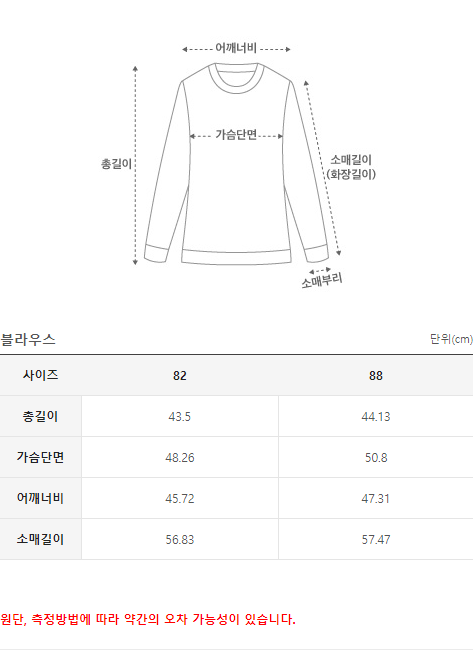 어깨너비
가슴단면
총길이
소매길이
(화장길이)
소매부리
블라우스 단위(cm)
사이즈 82 88
총길이 43.5 44.13
가슴단면 48.26 50.8
어깨너비 45.72 47.31
소매길이 56.83 57.47
원단, 측정방법에 따라 약간의 오차 가능성이 있습니다.